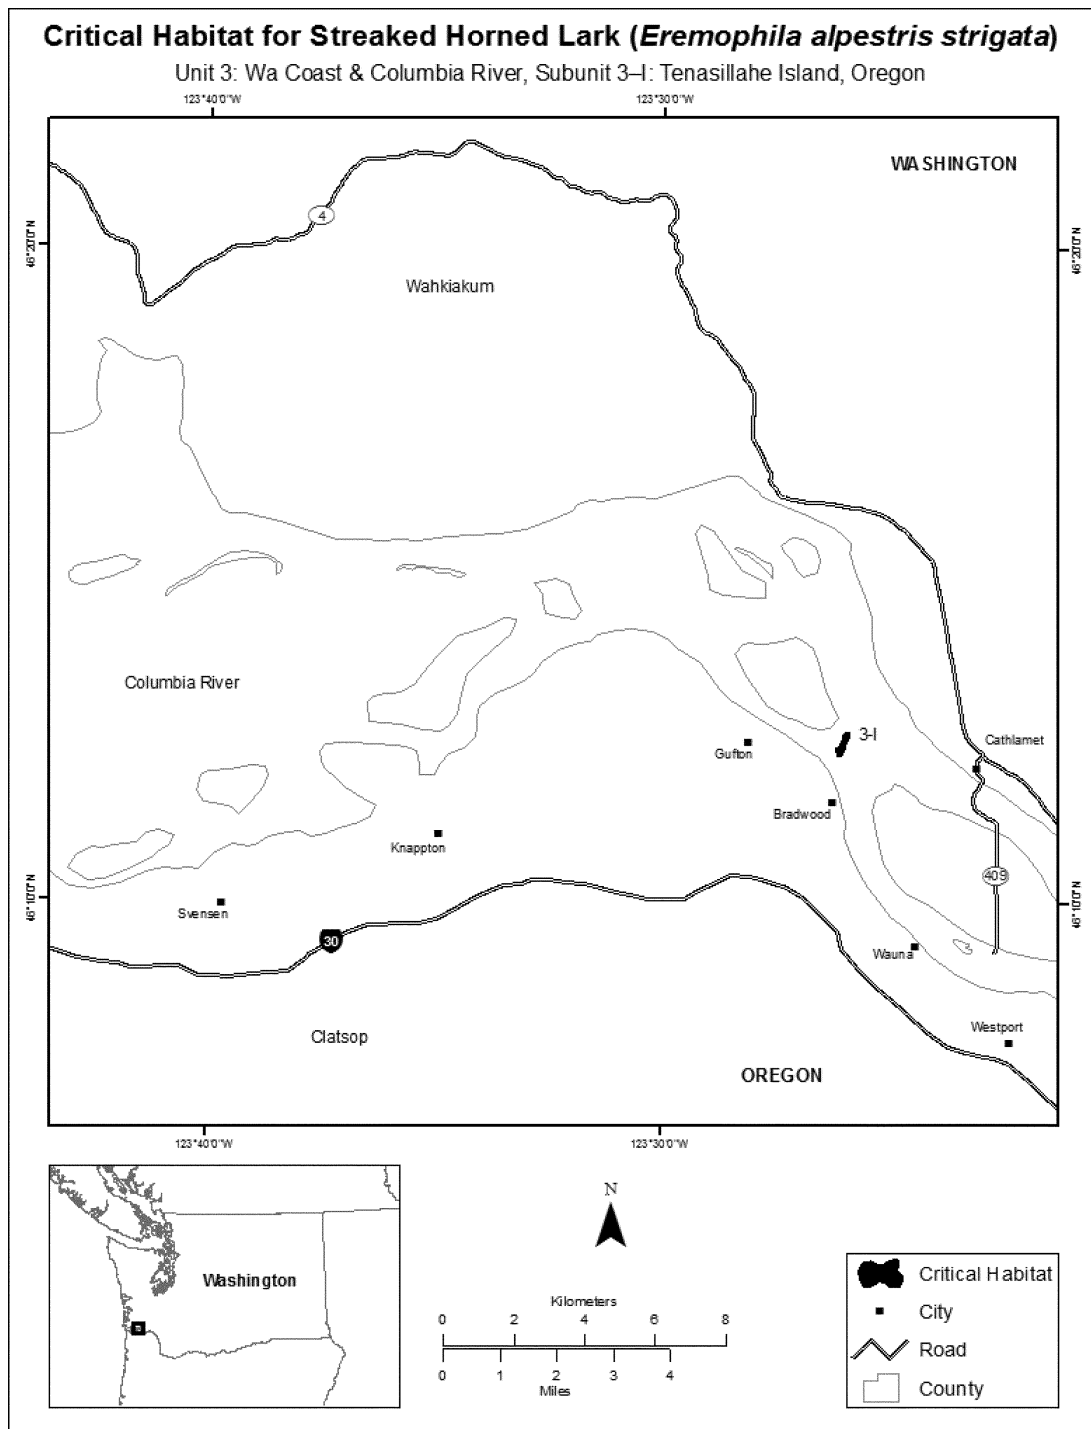 Critical Habitat for Streaked Horned Lark (Eremophila alpestris strigata)
Unit 3: Wa Coast & Columbia River, Subunit 3–I: Tenasillahe Island, Oregon
123°40'0"W
123°30'0"W
WASHINGTON
4
46°20'0"N
46°20'0"N
Wahkiakum
Columbia River
3-I
Cathlamet
Gufton
Bradwood
Knappton
409
46°10'0"N
46°10'0"N
Svensen
30
Wauna
Westport
Clatsop
OREGON
123°40'0"W
123°30'0"W
N
Washington
Kilometers
0 2 4 6 8
0 1 2 3 4
Miles
Critical Habitat
City
Road
County